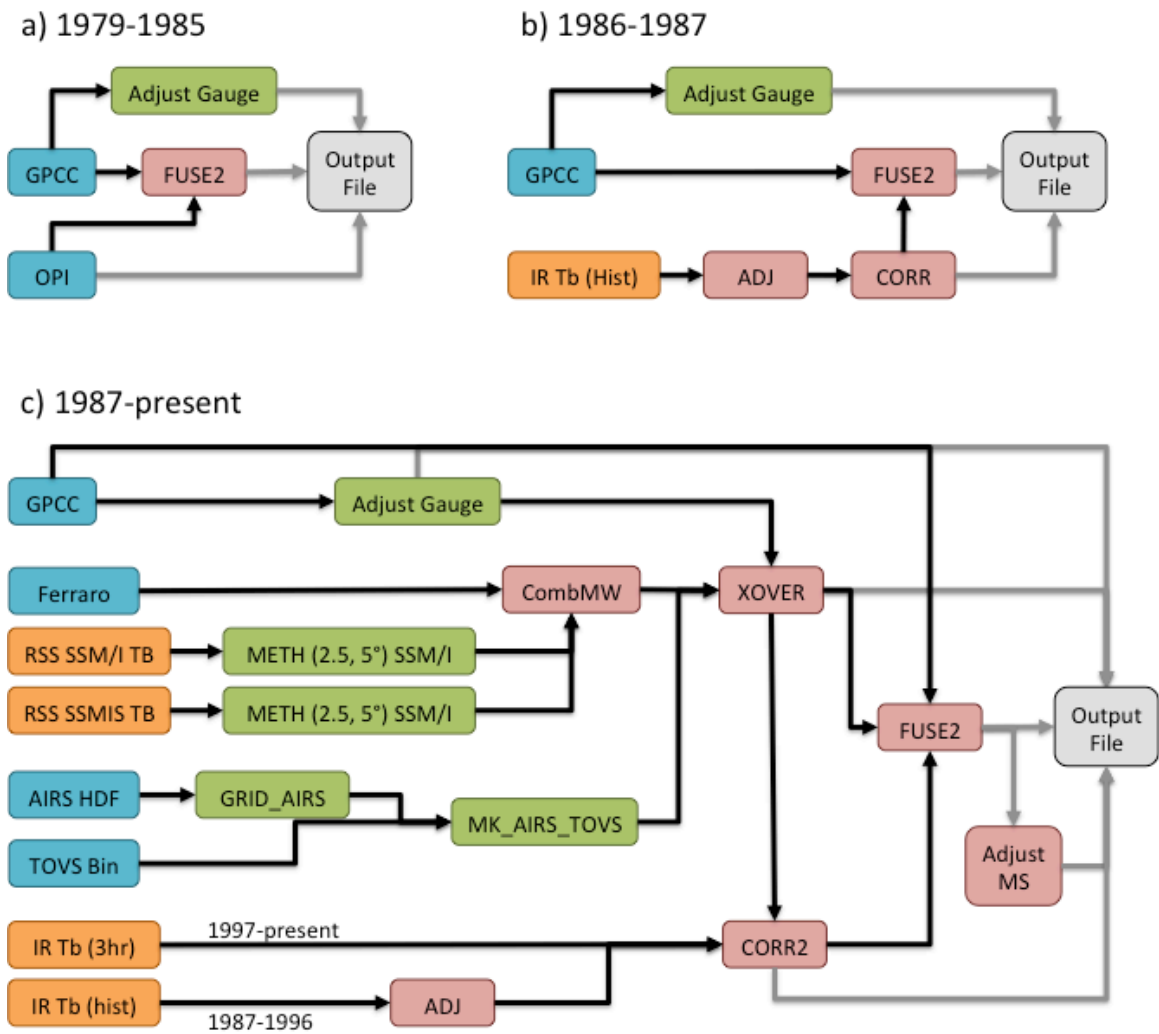 a) 1979-1985
Adjust Gauge
GPCC
FUSE2
Output
File
OPI
b) 1986-1987
Adjust Gauge
GPCC
FUSE2
Output
File
IR Tb (Hist)
ADJ
CORR
c) 1987-present
GPCC
Adjust Gauge
Ferraro
CombMW
XOVER
RSS SSM/I TB
METH (2.5, 5°) SSM/I
RSS SSMIS TB
METH (2.5, 5°) SSM/I
FUSE2
Output
File
AIRS HDF
GRID_AIRS
MK_AIRS_TOVS
TOVS Bin
Adjust
MS
IR Tb (3hr)
1997-present
CORR2
IR Tb (hist)
1987-1996
ADJ